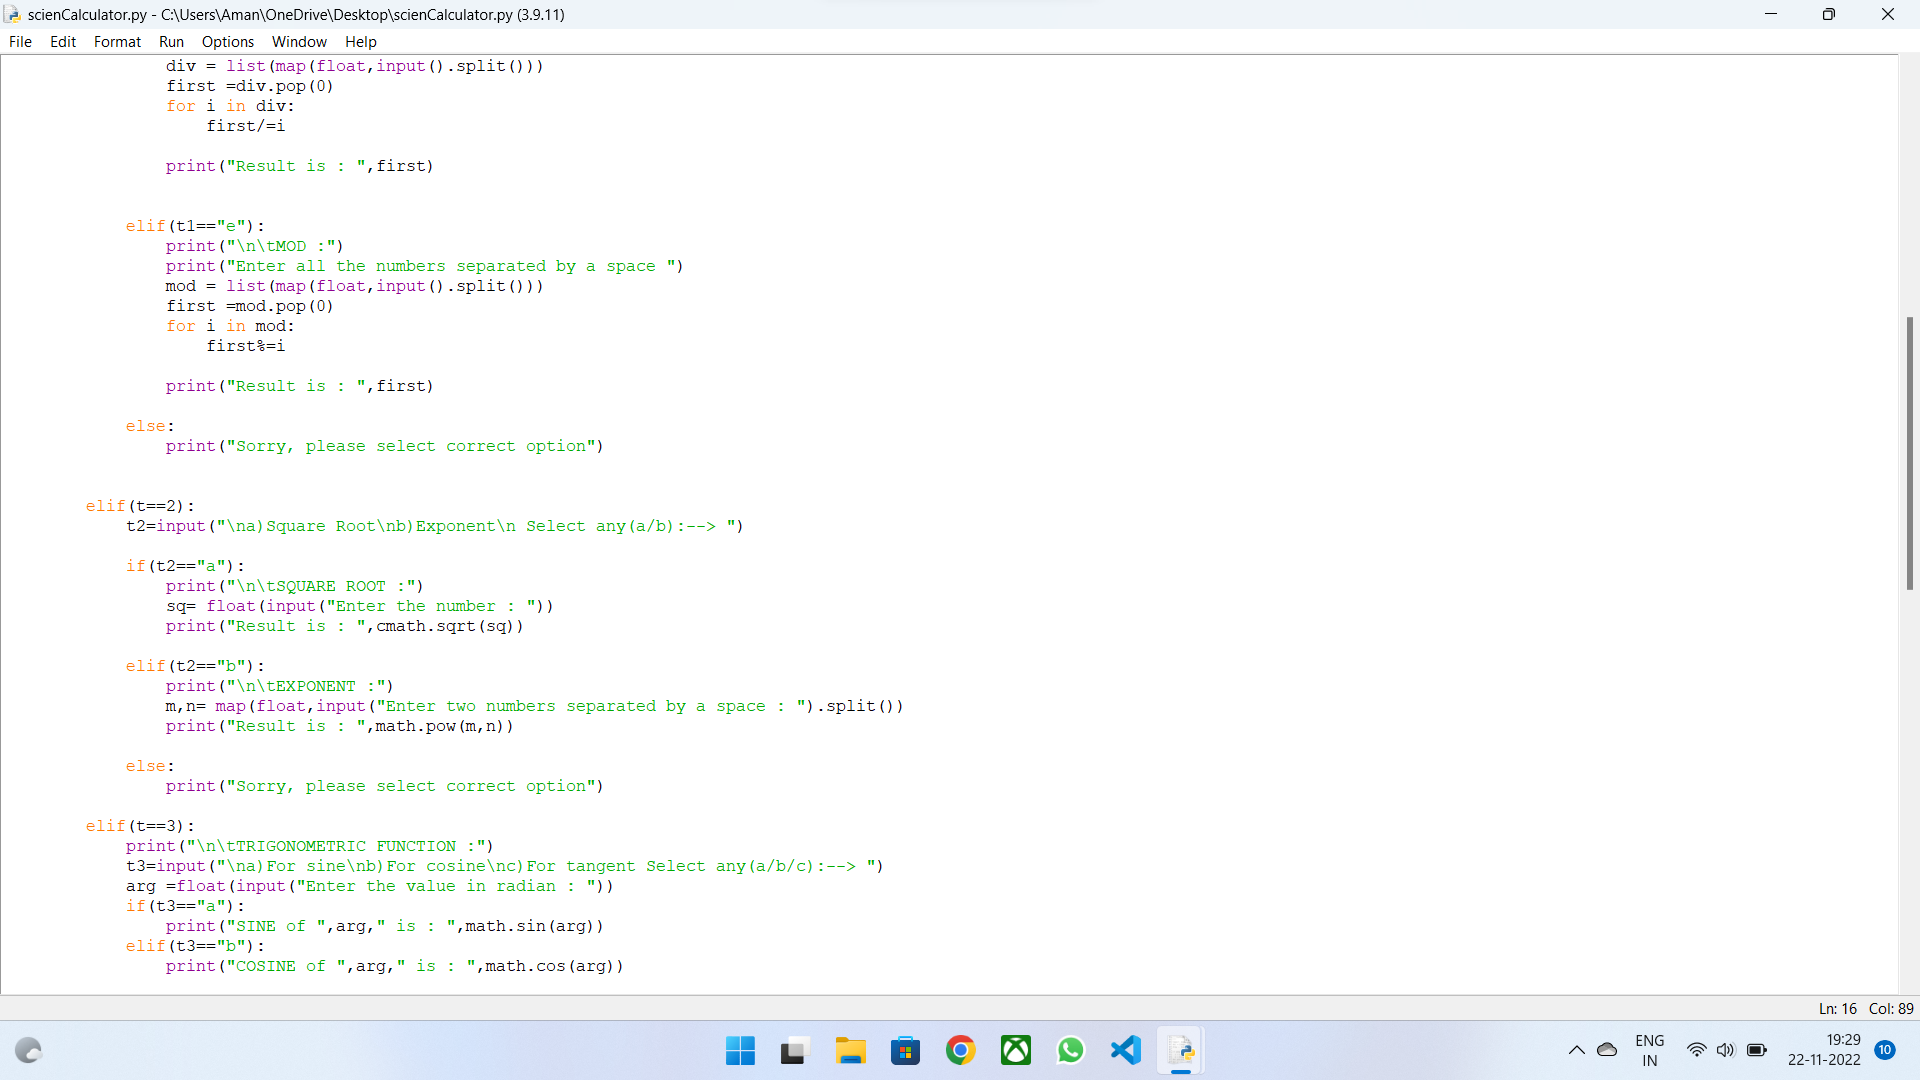 scienCalculator.py - C:\Users\Aman\OneDrive\Desktop\scienCalculator.py (3.9.11)
File Edit Format Run Options Window Help
div = list(map(float,input().split()))
first =div.pop(0)
for i in div:
first/=i
print("Result is : ",first)
elif(t1=="e"):
print("\n\tMOD :")
print("Enter all the numbers separated by a space ")
mod = list(map(float,input().split()))
first =mod.pop(0)
for i in mod:
first%=i
print("Result is : ",first)
else:
print("Sorry, please select correct option")
elif(t==2):
t2=input("\na)Square Root\nb)Exponent\n Select any(a/b):--> ")
if(t2=="a"):
print("\n\tSQUARE ROOT :")
sq= float(input("Enter the number : "))
print("Result is : ",cmath.sqrt(sq))
elif(t2=="b"):
print("\n\tEXPONENT :")
m,n= map(float,input("Enter two numbers separated by a space : ").split())
print("Result is : ",math.pow(m,n))
else:
print("Sorry, please select correct option")
elif(t==3):
print("\n\tTRIGONOMETRIC FUNCTION :")
t3=input("\na)For sine\nb)For cosine\nc)For tangent Select any(a/b/c):--> ")
arg =float(input("Enter the value in radian : "))
if(t3=="a"):
print("SINE of ",arg," is : ",math.sin(arg))
elif(t3=="b"):
print("COSINE of ",arg," is : ",math.cos(arg))
Ln: 16 Col: 89
ENG
IN
19:29
22-11-2022
10